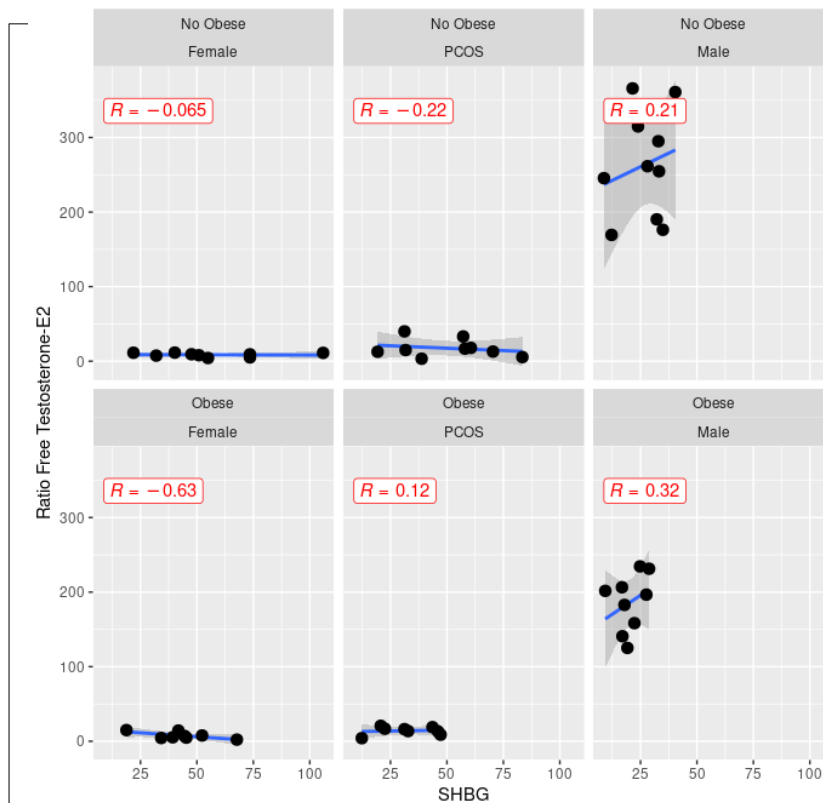 No Obese No Obese No Obese
Female PCOS Male
R = −0.065 R = −0.22 R = 0.21
300
200
100
0
Obese Obese Obese
Female PCOS Male
R = −0.63 R = 0.12 R = 0.32
300
200
100
0
25 50 75 100 25 50 75 100 25 50 75 100
SHBG
Ratio Free Testosterone-E2